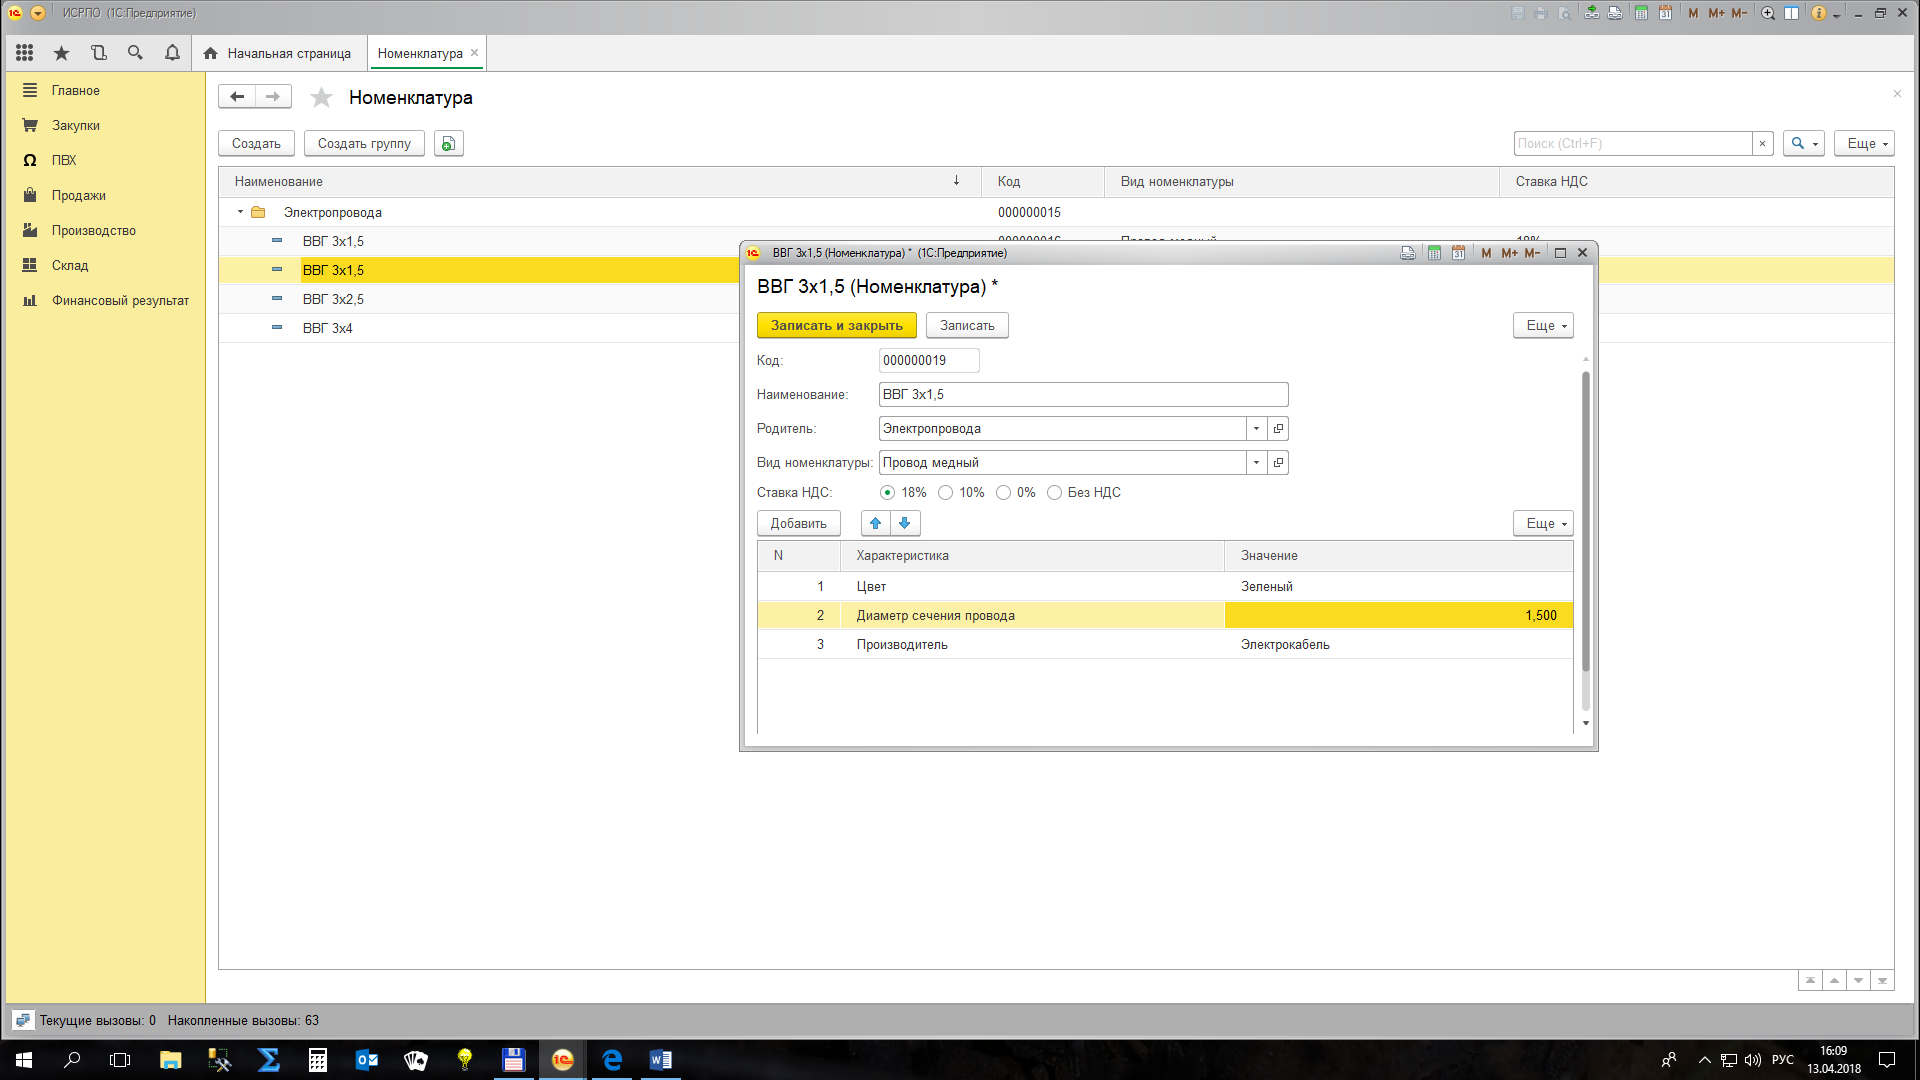 ИСРПО (1С:Предприятие)
M M+ M-
Начальная страница
Номенклатура
Главное
Закупки
ПВХ
Продажи
Производство
Склад
Финансовый результат
Номенклатура
Создать
Создать группу
Поиск (Ctrl+F)
Еще
Наименование
Код
Вид номенклатуры
Ставка НДС
Электропровода
000000015
ВВГ 3х1,5
000000016
Провод медный
18%
ВВГ 3х1,5
ВВГ 3х2,5
ВВГ 3х4
ВВГ 3х1,5 (Номенклатура) * (1С:Предприятие)
M M+ M-
ВВГ 3х1,5 (Номенклатура) *
Записать и закрыть
Записать
Еще
Код:
000000019
Наименование:
ВВГ 3х1,5
Родитель:
Электропровода
Вид номенклатуры:
Провод медный
Ставка НДС:
18%
10%
0%
Без НДС
Добавить
Еще
N
Характеристика
Значение
1
Цвет
Зеленый
2
Диаметр сечения провода
1,500
3
Производитель
Электрокабель
Текущие вызовы: 0 Накопленные вызовы: 63
РУС
16:09
13.04.2018